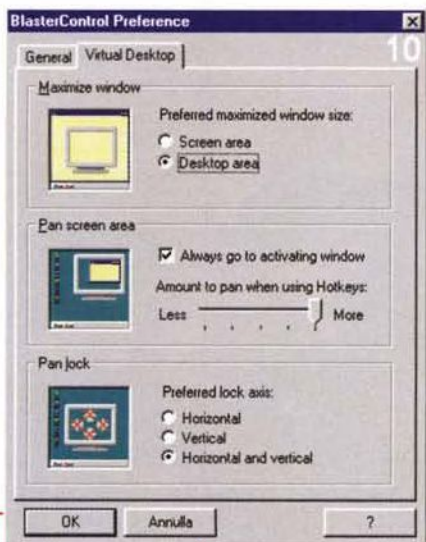 BlasterControl Preference
10
General Virtual Desktop
Maximize window
Preferred maximized window size:
Screen area
Desktop area
Pan screen area
Always go to activating window
Amount to pan when using Hotkeys:
Less More
Pan lock
Preferred lock axis:
Horizontal
Vertical
Horizontal and vertical
OK Annulla ?